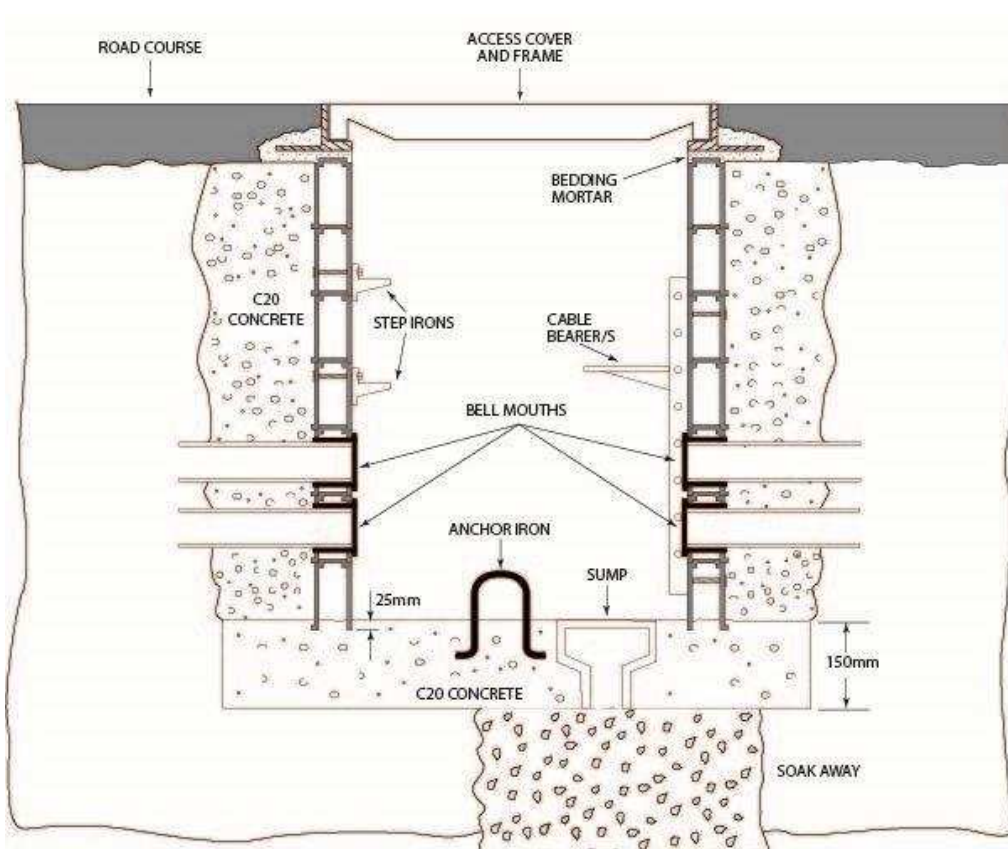 ROAD COURSE
ACCESS COVER
AND FRAME
BEDDING
MORTAR
C20
CONCRETE
STEP IRONS
CABLE
BEARER/S
BELL MOUTHS
ANCHOR IRON
SUMP
25mm
150mm
C20 CONCRETE
SOAK AWAY